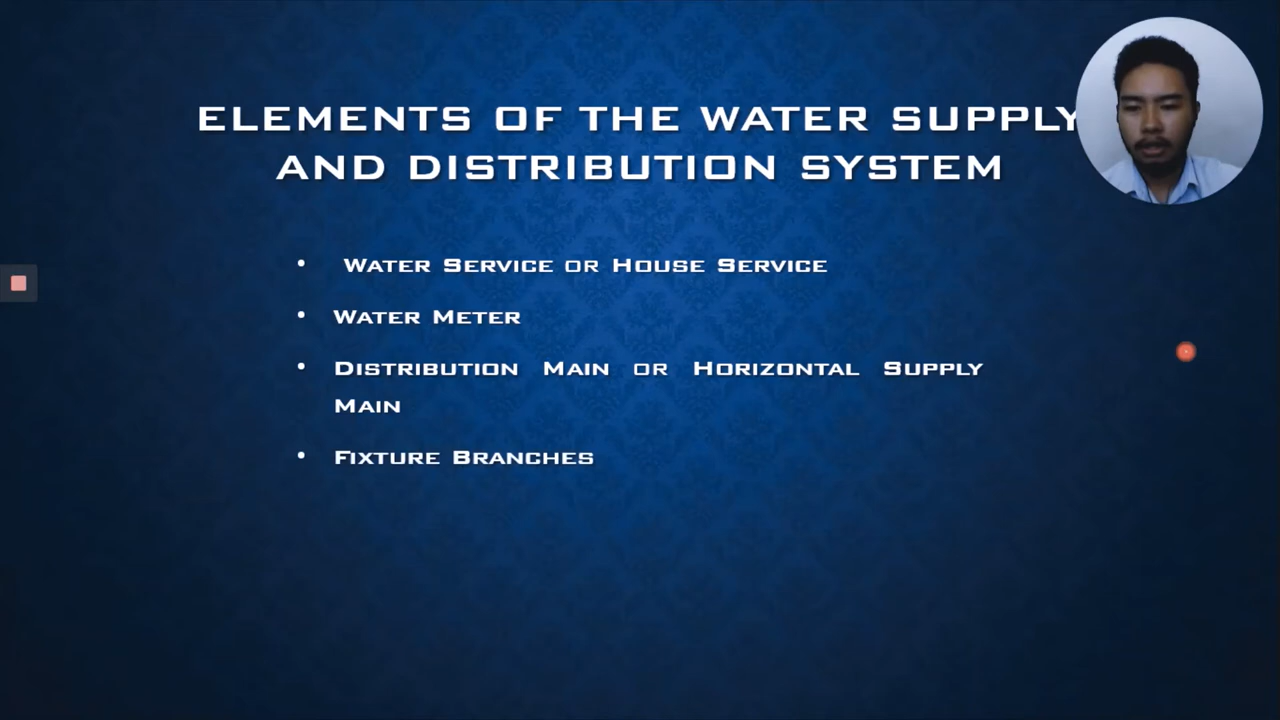 ELEMENTS OF THE WATER SUPPLY
AND DISTRIBUTION SYSTEM
• Water Service or House Service
• Water Meter
• Distribution Main or Horizontal Supply
Main
• Fixture Branches